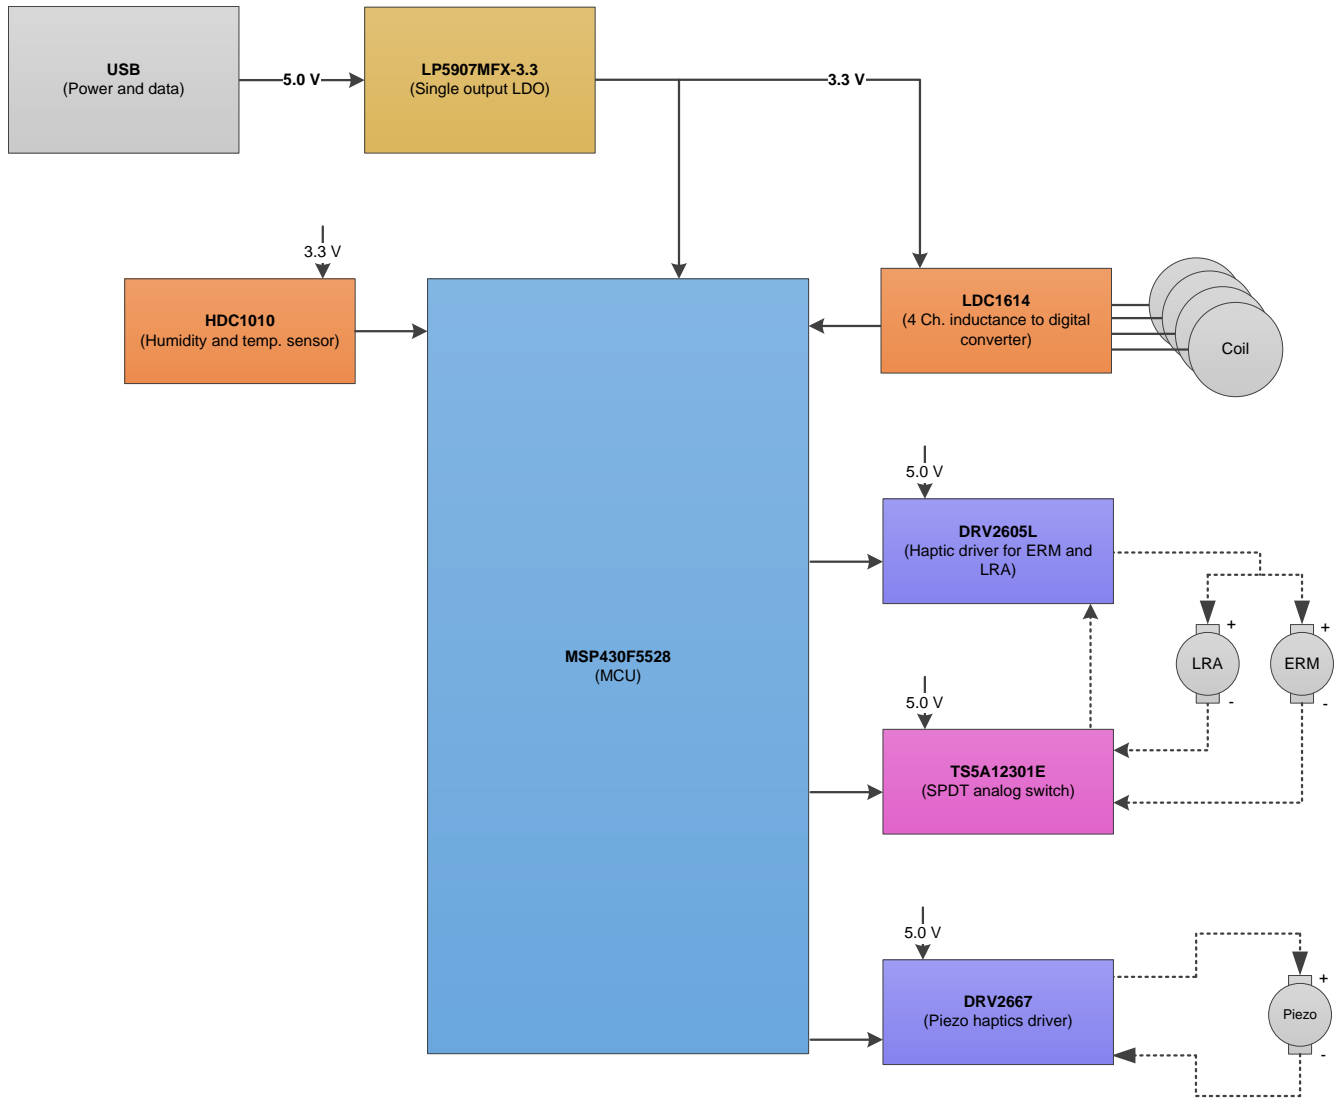 USB
(Power and data)
5.0 V
LP5907MFX-3.3
(Single output LDO)
3.3 V
3.3 V
HDC1010
(Humidity and temp. sensor)
LDC1614
(4 Ch. inductance to digital
converter)
Coil
MSP430F5528
(MCU)
5.0 V
DRV2605L
(Haptic driver for ERM and
LRA)
+
LRA
-
+
ERM
-
5.0 V
TS5A12301E
(SPDT analog switch)
5.0 V
DRV2667
(Piezo haptics driver)
+
Piezo
-